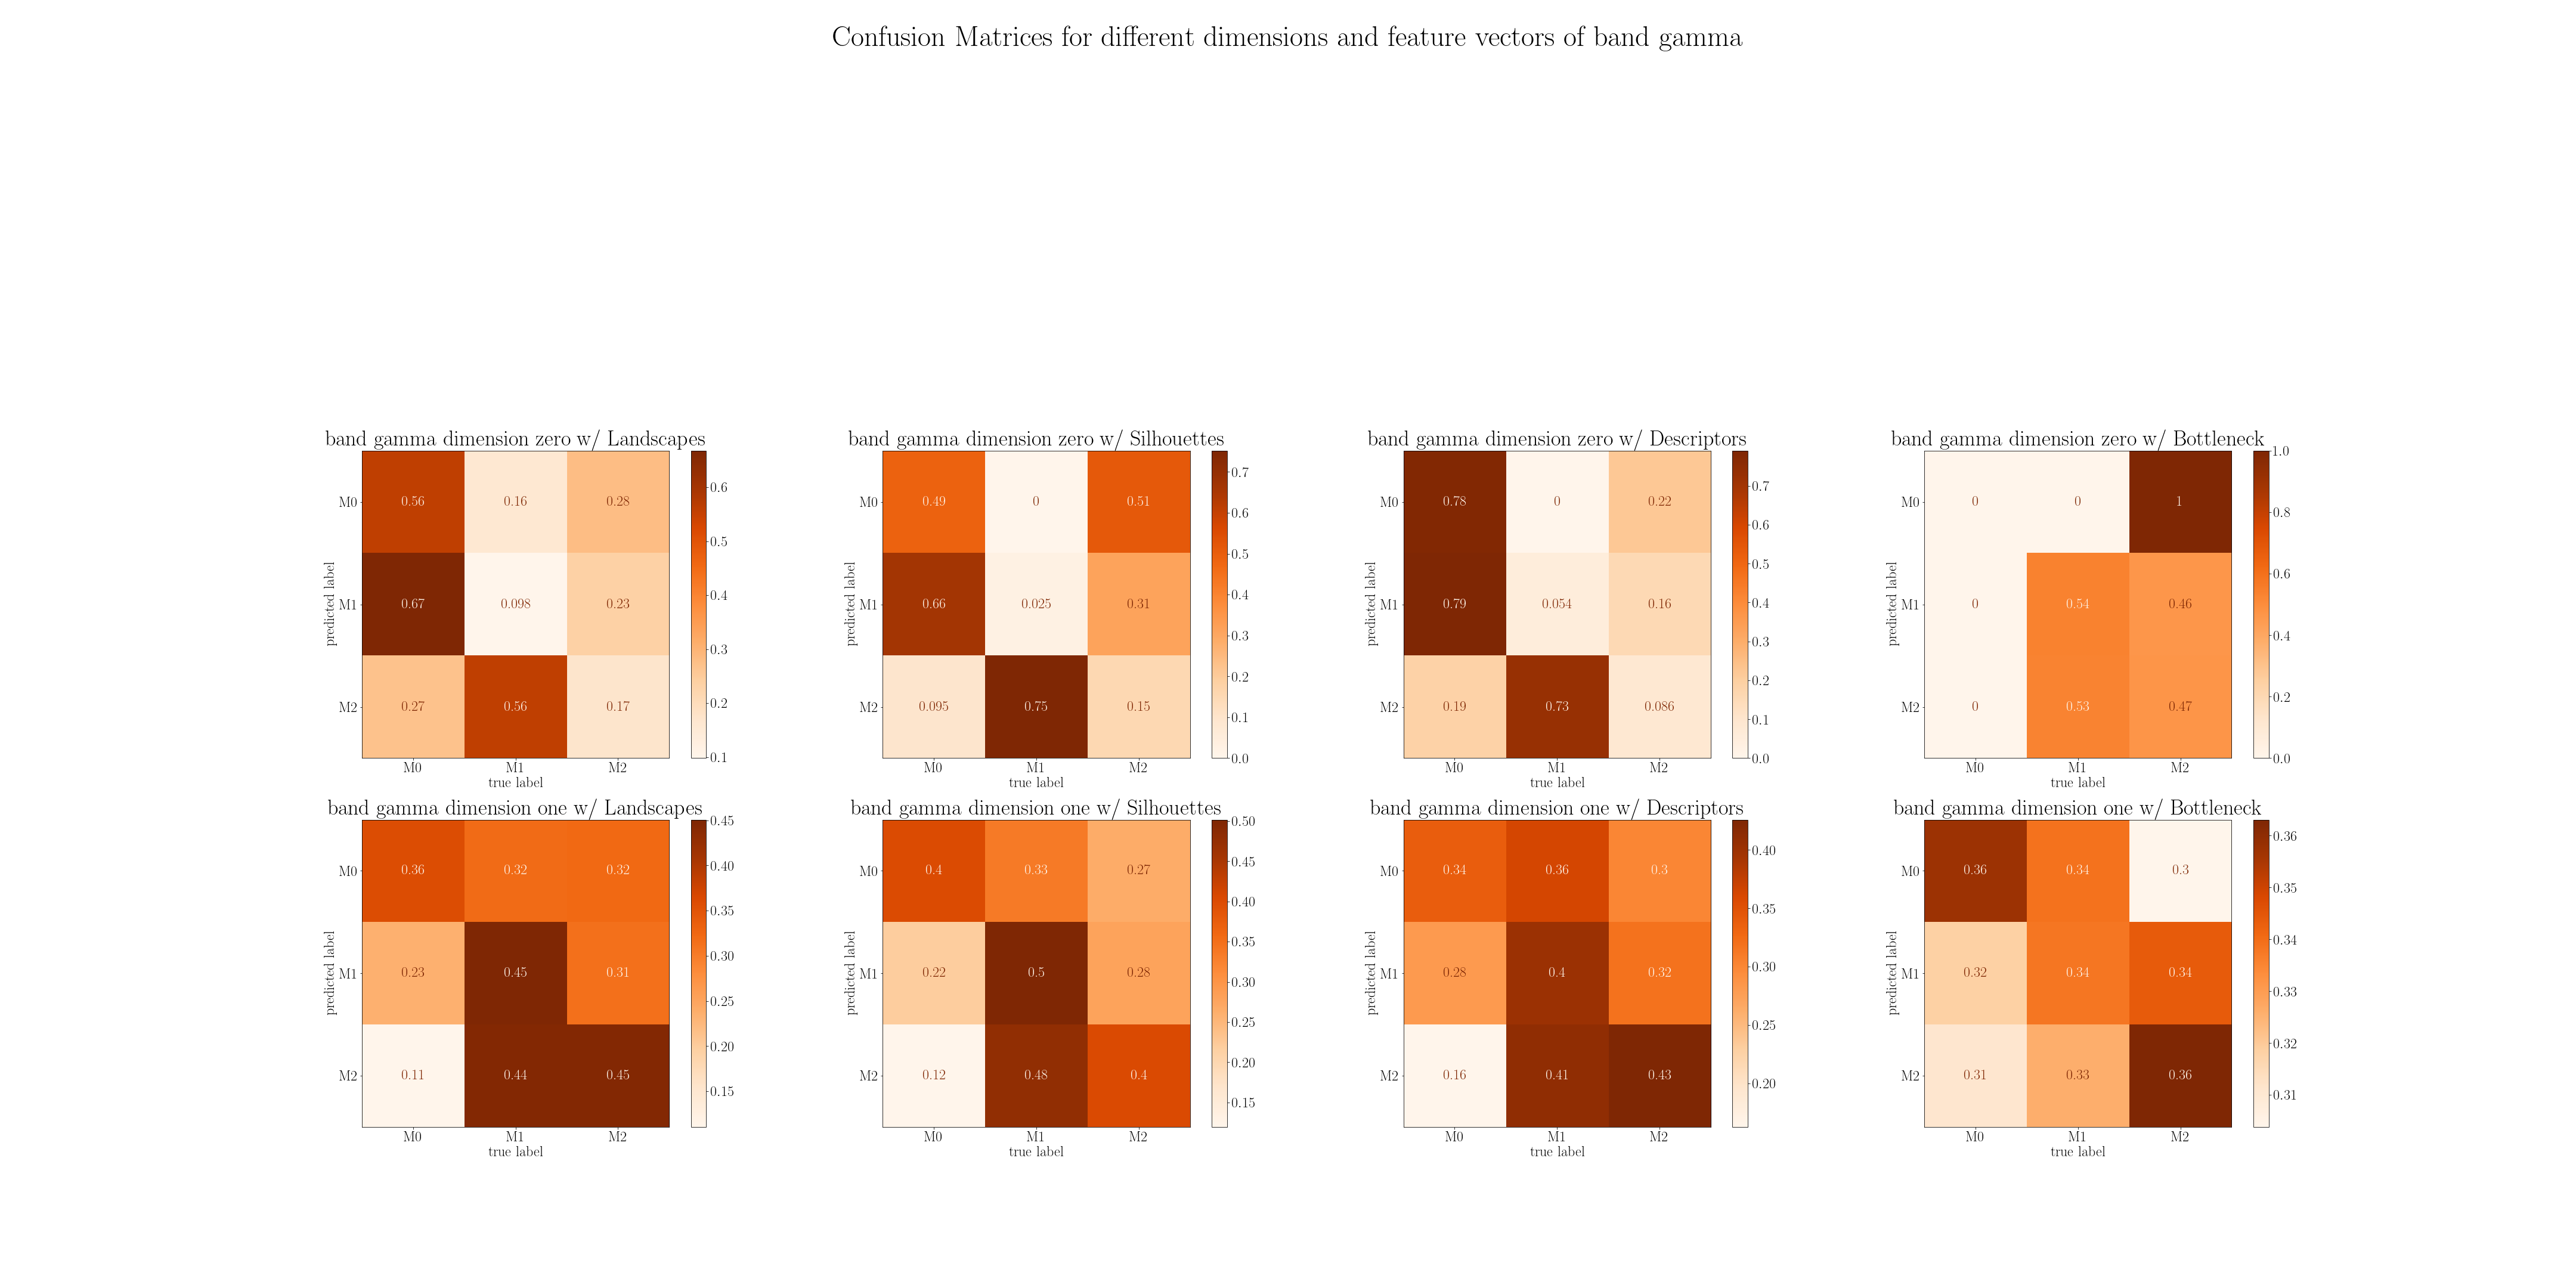 Confusion Matrices for different dimensions and feature vectors of band gamma
band gamma dimension zero w/ Landscapes
predicted label
M0 0.56 0.16 0.28
M1 0.67 0.098 0.23
M2 0.27 0.56 0.17
M0 M1 M2
true label
0.6
0.5
0.4
0.3
0.2
0.1
band gamma dimension zero w/ Silhouettes
predicted label
M0 0.49 0 0.51
M1 0.66 0.025 0.31
M2 0.095 0.75 0.15
M0 M1 M2
true label
0.7
0.6
0.5
0.4
0.3
0.2
0.1
0.0
band gamma dimension zero w/ Descriptors
predicted label
M0 0.78 0 0.22
M1 0.79 0.054 0.16
M2 0.19 0.73 0.086
M0 M1 M2
true label
0.7
0.6
0.5
0.4
0.3
0.2
0.1
0.0
band gamma dimension zero w/ Bottleneck
predicted label
M0 0 0 1
M1 0 0.54 0.46
M2 0 0.53 0.47
M0 M1 M2
true label
1.0
0.8
0.6
0.4
0.2
0.0
band gamma dimension one w/ Landscapes
predicted label
M0 0.36 0.32 0.32
M1 0.23 0.45 0.31
M2 0.11 0.44 0.45
M0 M1 M2
true label
0.45
0.40
0.35
0.30
0.25
0.20
0.15
band gamma dimension one w/ Silhouettes
predicted label
M0 0.4 0.33 0.27
M1 0.22 0.5 0.28
M2 0.12 0.48 0.4
M0 M1 M2
true label
0.50
0.45
0.40
0.35
0.30
0.25
0.20
0.15
band gamma dimension one w/ Descriptors
predicted label
M0 0.34 0.36 0.3
M1 0.28 0.4 0.32
M2 0.16 0.41 0.43
M0 M1 M2
true label
0.40
0.35
0.30
0.25
0.20
band gamma dimension one w/ Bottleneck
predicted label
M0 0.36 0.34 0.3
M1 0.32 0.34 0.34
M2 0.31 0.33 0.36
M0 M1 M2
true label
0.36
0.35
0.34
0.33
0.32
0.31